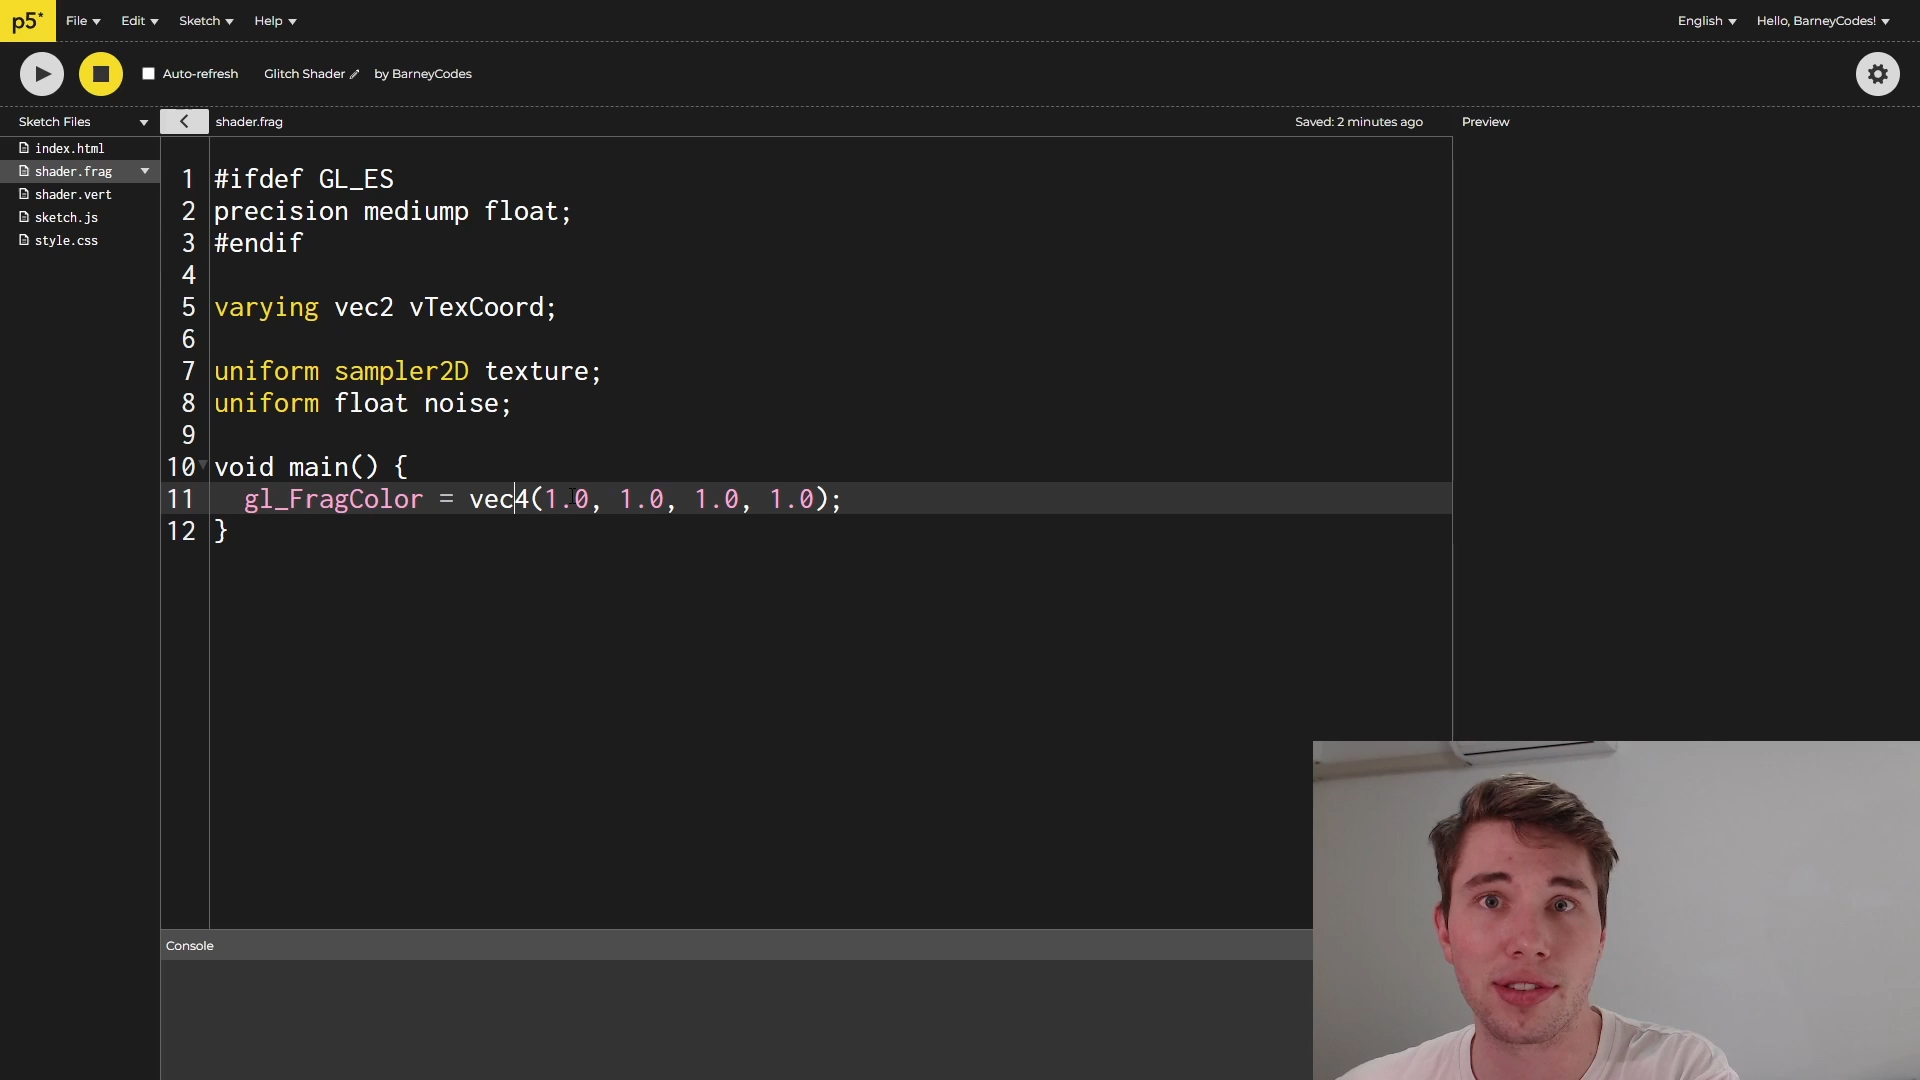 p5* File Edit Sketch Help English Hello, BarneyCodes!
Auto-refresh Glitch Shader by BarneyCodes
Sketch Files shader.frag Saved: 2 minutes ago Preview
index.html
shader.frag
shader.vert
sketch.js
style.css
1 #ifdef GL_ES
2 precision mediump float;
3 #endif
4
5 varying vec2 vTexCoord;
6
7 uniform sampler2D texture;
8 uniform float noise;
9
10 void main() {
11 gl_FragColor = vec4(1.0, 1.0, 1.0, 1.0);
12 }
Console